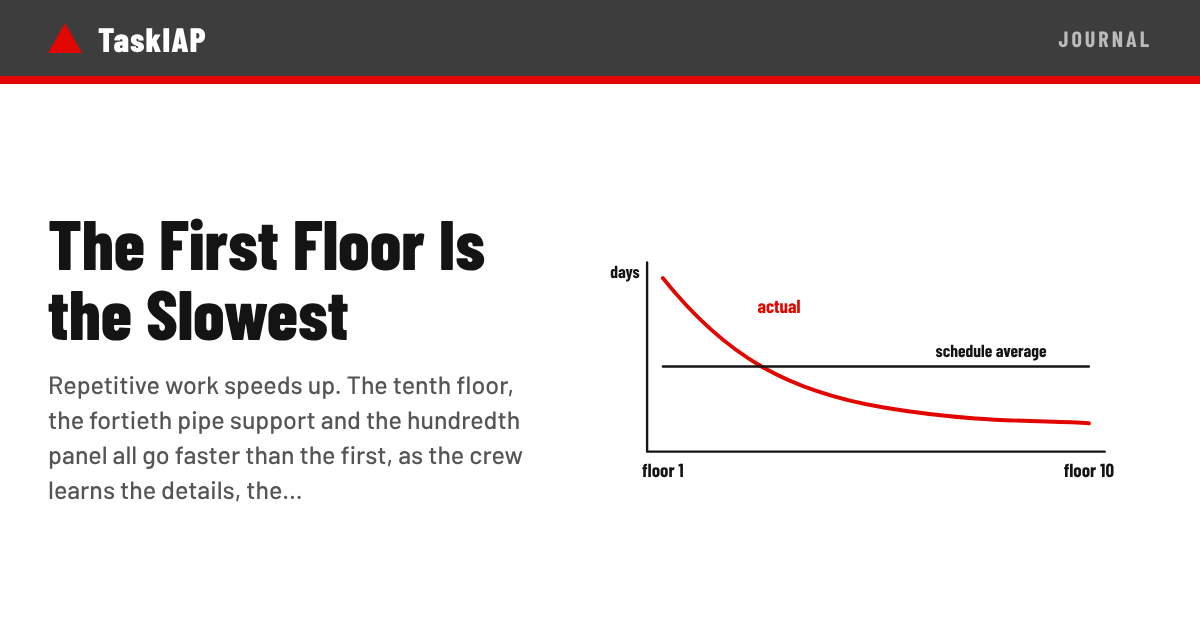 TaskIAP
JOURNAL
The First Floor Is
the Slowest
Repetitive work speeds up. The tenth floor,
the fortieth pipe support and the hundredth
panel all go faster than the first, as the crew
learns the details, the...
days
actual
schedule average
floor 1
floor 10